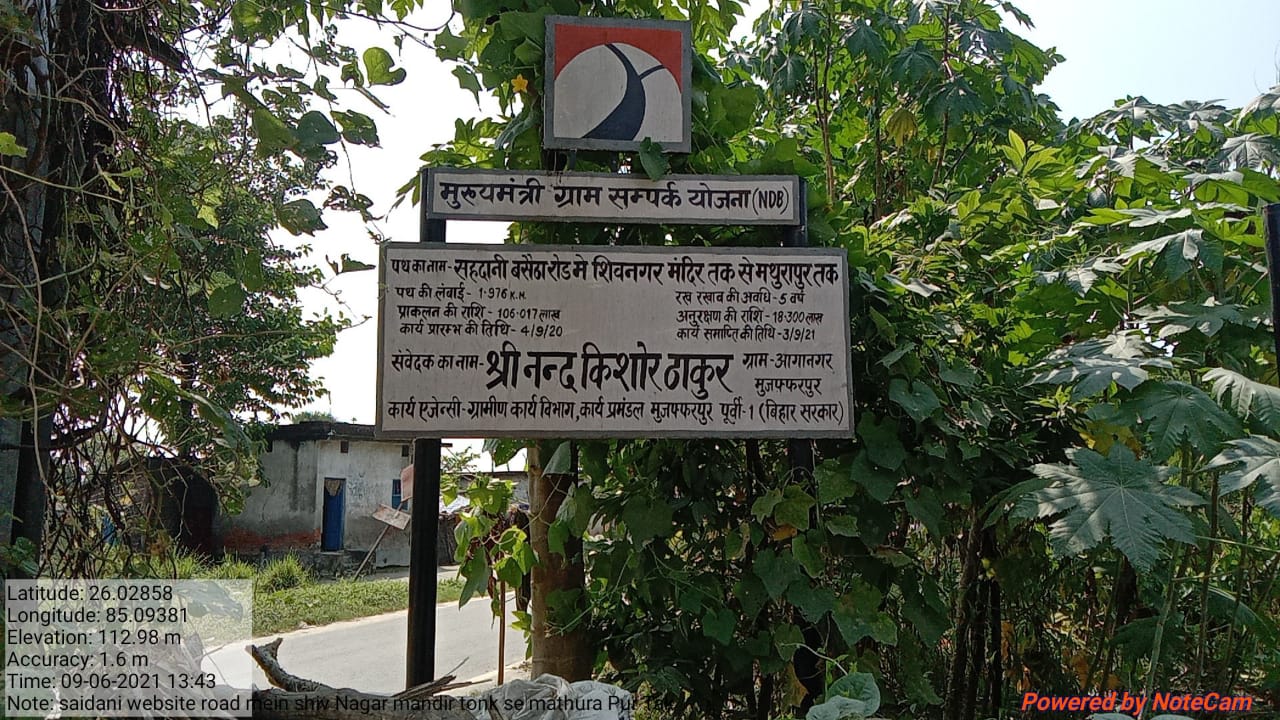 मुख्यमंत्री ग्राम सम्पर्क योजना (NDB)
पथ का नाम - सहदानी बसैठा रोड मे शिवनगर मंदिर तक से मथुरापुर तक
पथ की लंबाई - 1.976 K.M. रख रखाव की अवधि - 5 वर्ष
प्राकलन की राशि - 106.017 लाख अनुरक्षण की राशि - 18.300 लाख
कार्य प्रारम्भ की तिथि - 4/9/20 कार्य समाप्ति की तिथि - 3/9/21
संवेदक का नाम - श्री नन्द किशोर ठाकुर ग्राम - आगानगर
मुजफ्फरपुर
कार्य एजेन्सी - ग्रामीण कार्य विभाग, कार्य प्रमंडल मुजफ्फरपुर पूर्वी - 1 (बिहार सरकार)
Latitude: 26.02858
Longitude: 85.09381
Elevation: 112.98 m
Accuracy: 1.6 m
Time: 09-06-2021 13:43
Note: saidani website road mein shiv Nagar mandir tonk se mathura Pur
Powered by NoteCam